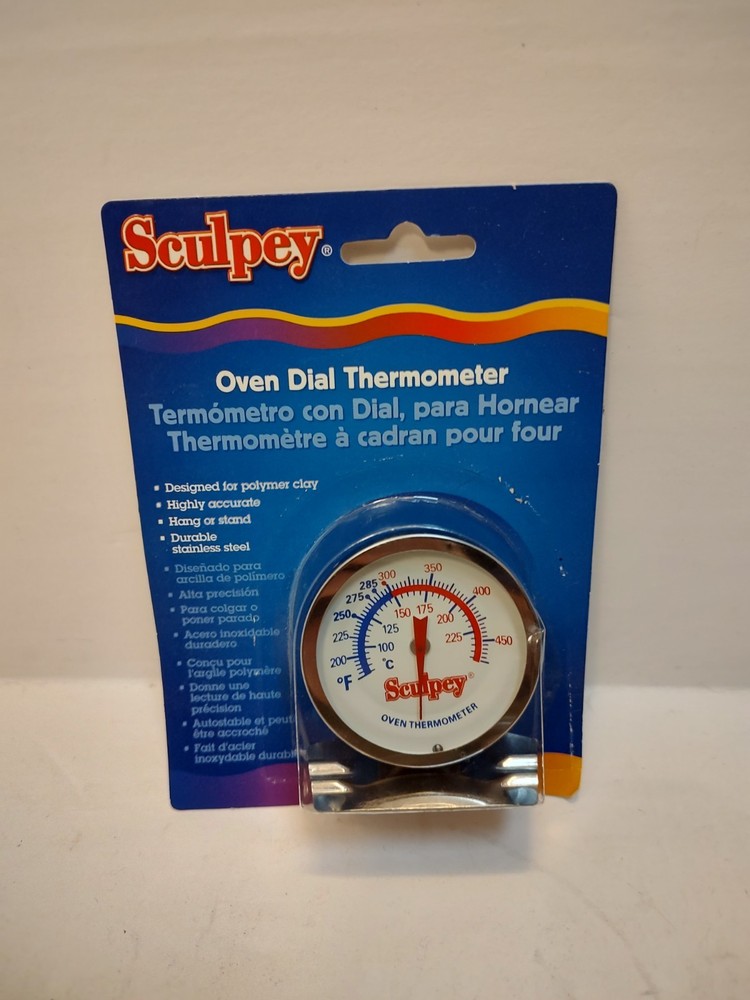 Sculpey®
Oven Dial Thermometer
Termómetro con Dial, para Hornear
Thermomètre à cadran pour four
▪ Designed for polymer clay
▪ Highly accurate
▪ Hang or stand
▪ Durable
stainless steel
▪ Diseñado para
arcilla de polímero
▪ Alta precisión
▪ Para colgar o
poner parado
▪ Acero inoxidable
duradero
▪ Conçu pour
l'argile polymère
▪ Donne une
lecture de haute
précision
▪ Autostable et peut
être accroché
▪ Fait d'acier
inoxydable durable
200 225 250 275 285 300 350 400 450
°F
100 125 150 175 200 225
°C
Sculpey®
OVEN THERMOMETER